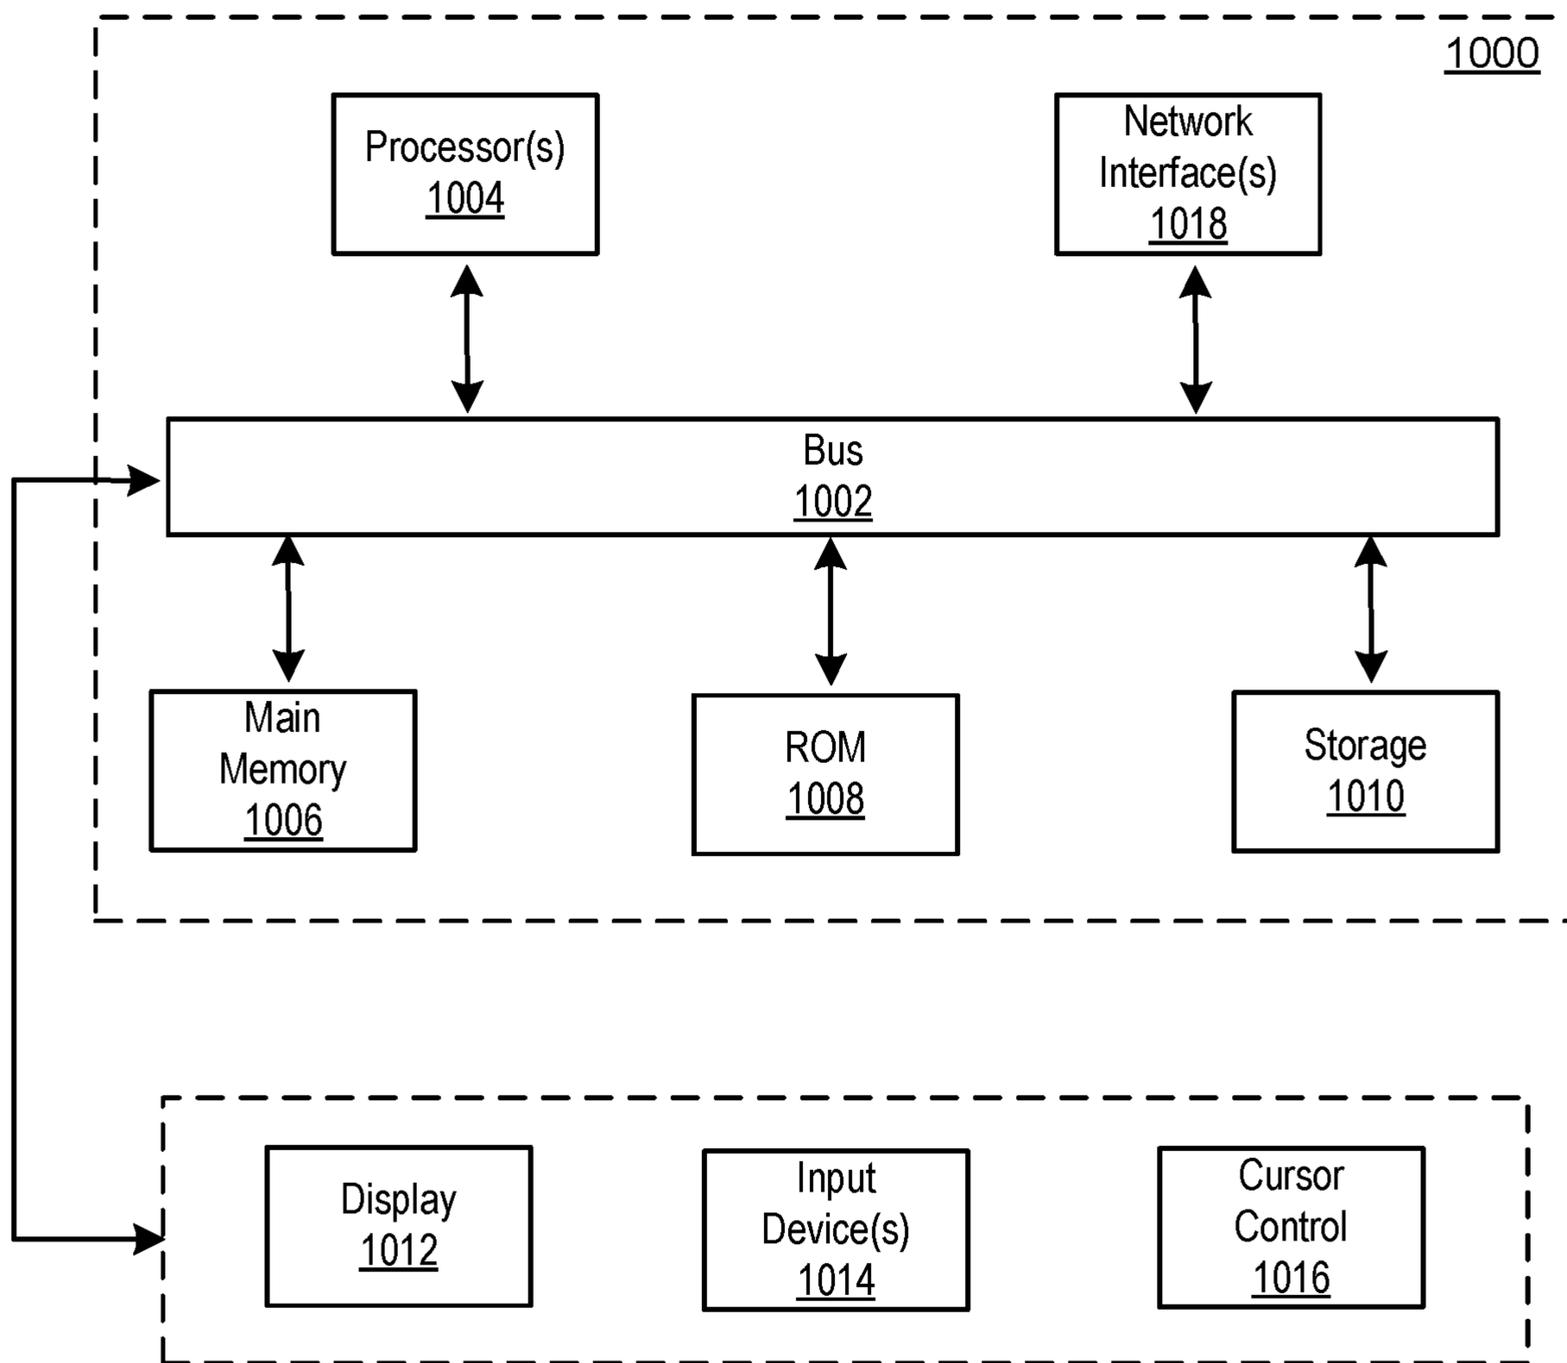 1000
Processor(s)
1004
Network
Interface(s)
1018
Bus
1002
Main
Memory
1006
ROM
1008
Storage
1010
Display
1012
Input
Device(s)
1014
Cursor
Control
1016